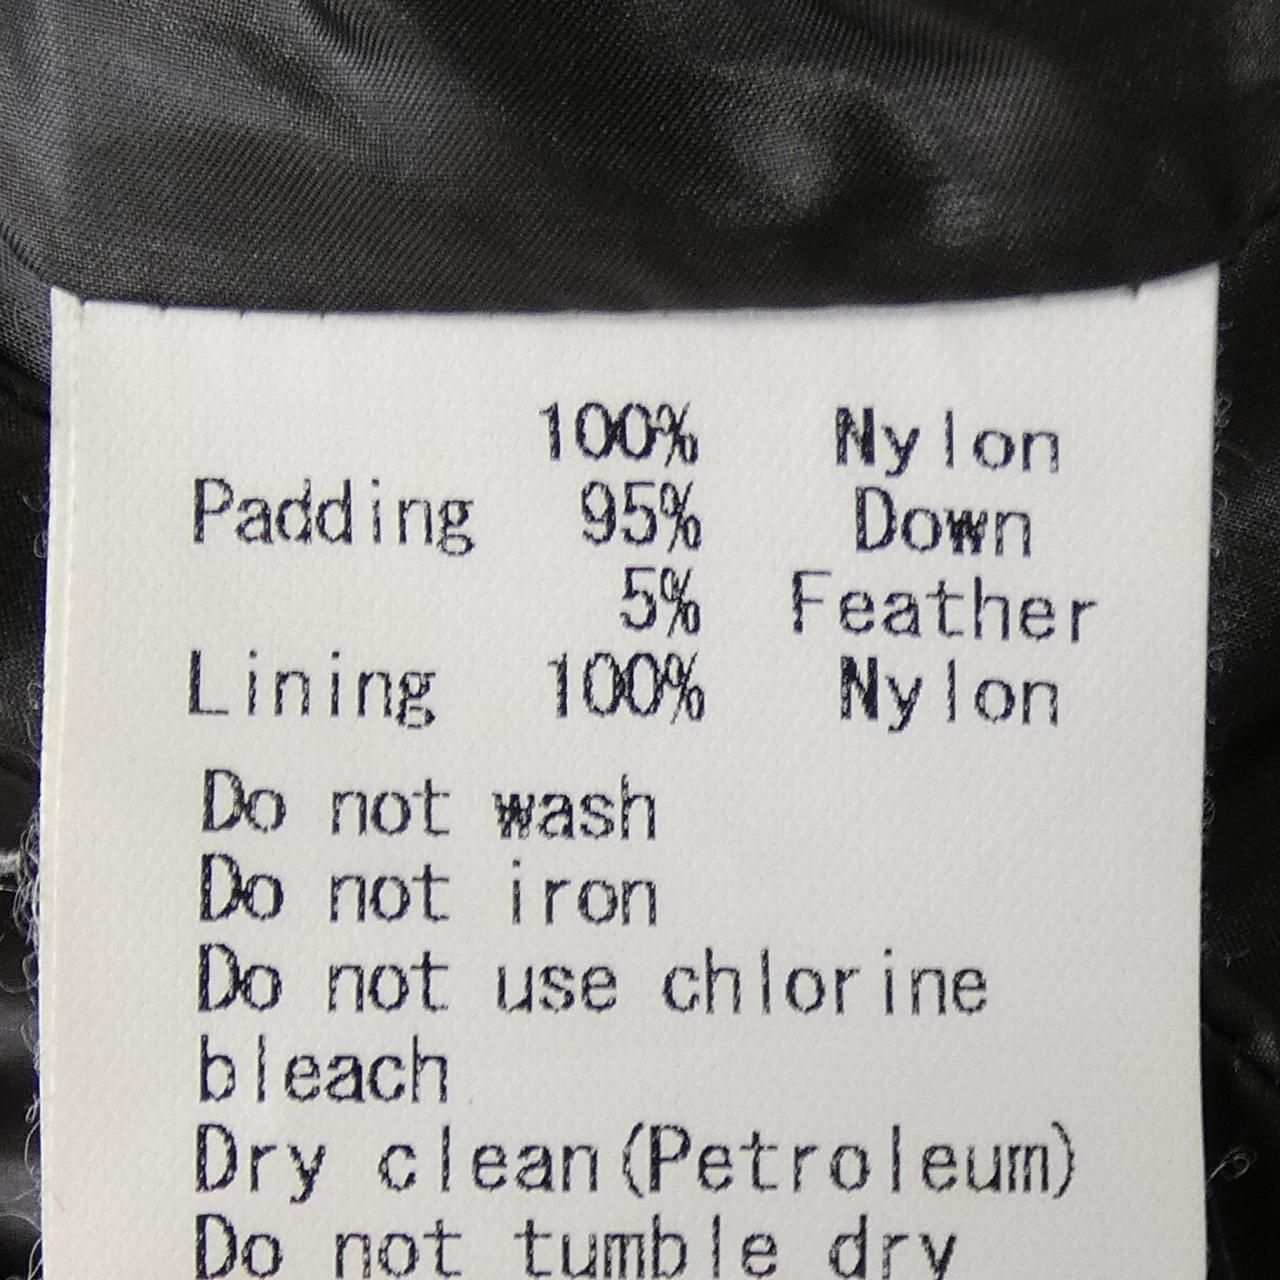 100% Nylon
Padding 95% Down
5% Feather
Lining 100% Nylon
Do not wash
Do not iron
Do not use chlorine
bleach
Dry clean(Petroleum)
Do not tumble dry